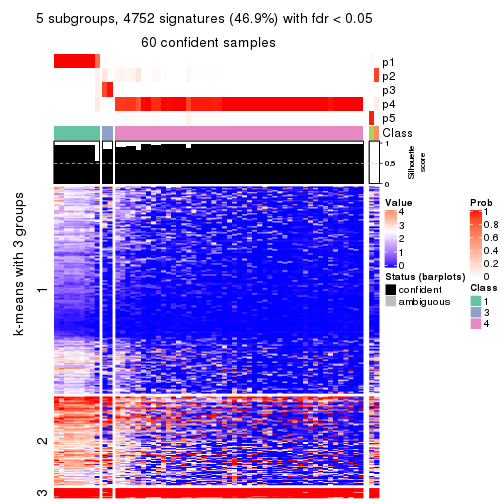 5 subgroups, 4752 signatures (46.9%) with fdr < 0.05
60 confident samples
p1
p2
p3
p4
p5
Class
1
0.5
0
Silhouette
score
k-means with 3 groups
1
2
3
Value
4
3
2
1
0
Status (barplots)
confident
ambiguous
Prob
1
0.8
0.6
0.4
0.2
0
Class
1
3
4